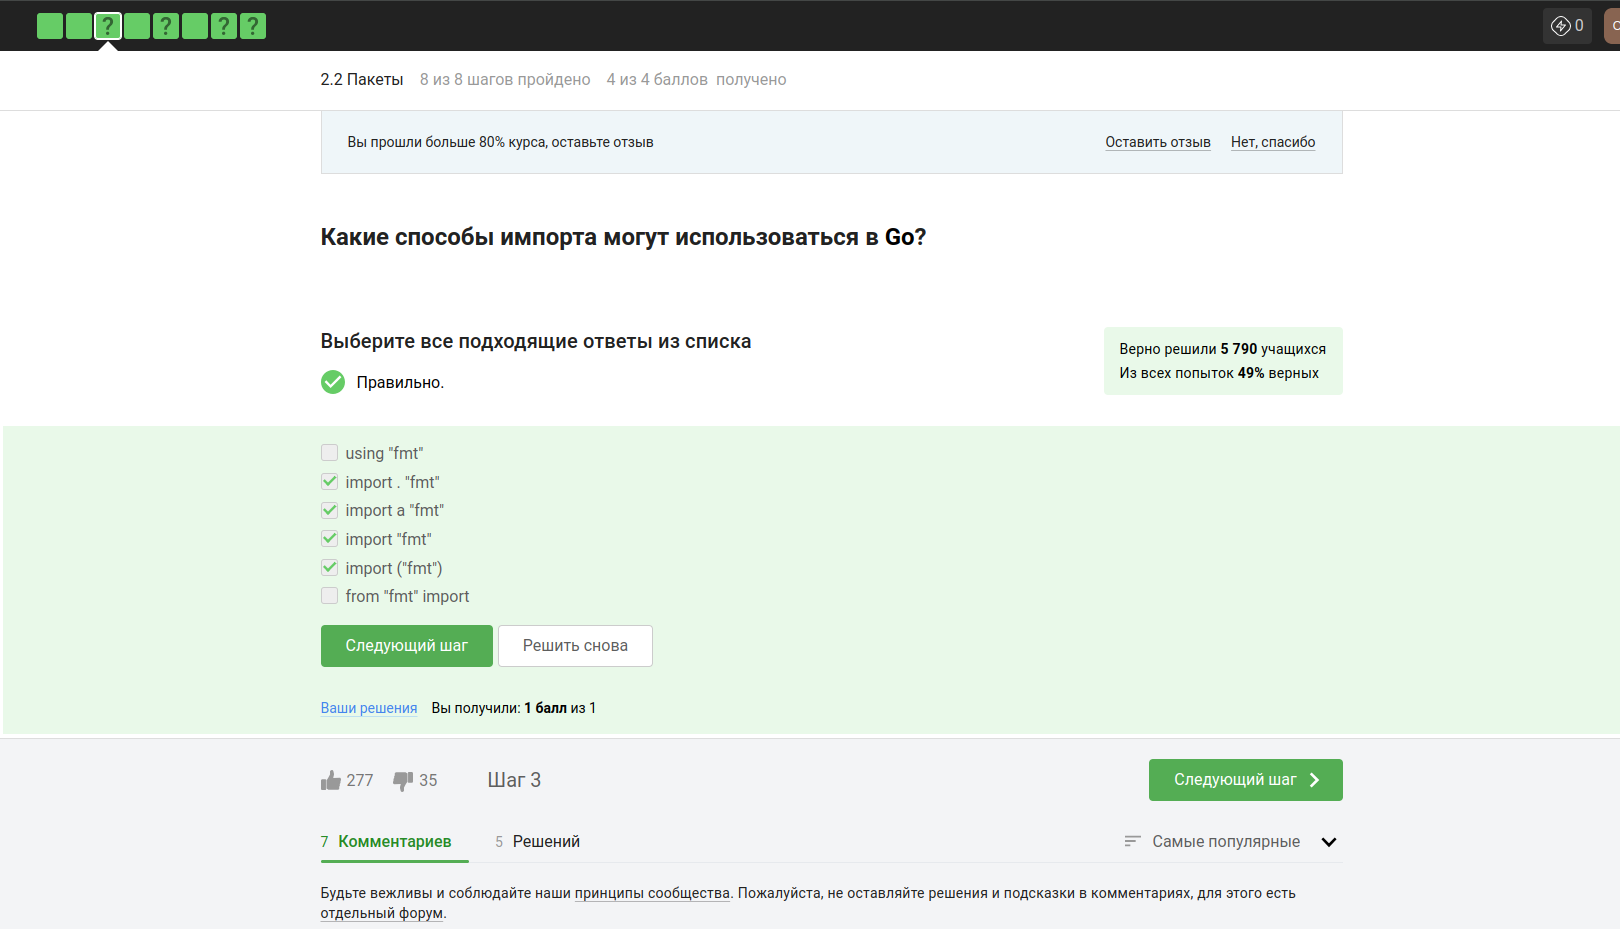 ? ? ? ?
0
2.2 Пакеты 8 из 8 шагов пройдено 4 из 4 баллов получено
Вы прошли больше 80% курса, оставьте отзыв Оставить отзыв Нет, спасибо
Какие способы импорта могут использоваться в Go?
Выберите все подходящие ответы из списка
Правильно.
Верно решили 5 790 учащихся
Из всех попыток 49% верных
using "fmt"
import . "fmt"
import a "fmt"
import "fmt"
import ("fmt")
from "fmt" import
Следующий шаг Решить снова
Ваши решения Вы получили: 1 балл из 1
277 35 Шаг 3 Следующий шаг
7 Комментариев 5 Решений Самые популярные
Будьте вежливы и соблюдайте наши принципы сообщества. Пожалуйста, не оставляйте решения и подсказки в комментариях, для этого есть
отдельный форум.